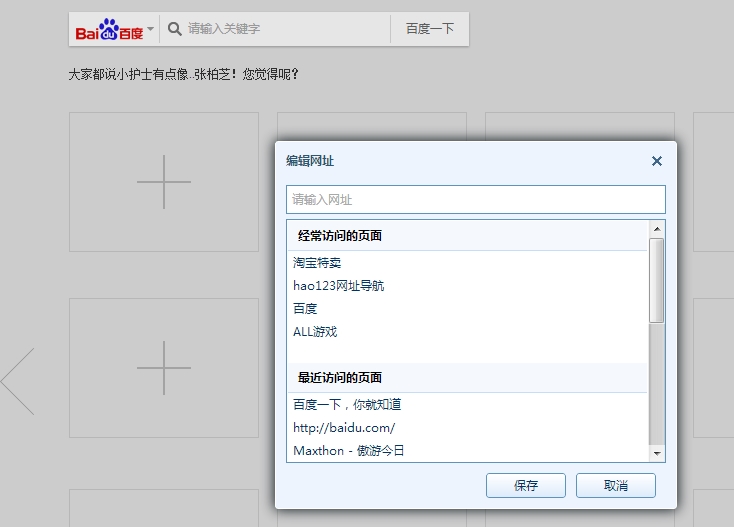 Bai du 百度
请输入关键字
百度一下
大家都说小护士有点像..张柏芝！您觉得呢？
编辑网址
请输入网址
经常访问的页面
淘宝特卖
hao123网址导航
百度
ALL游戏
最近访问的页面
百度一下，你就知道
http://baidu.com/
Maxthon - 傲游今日
保存
取消